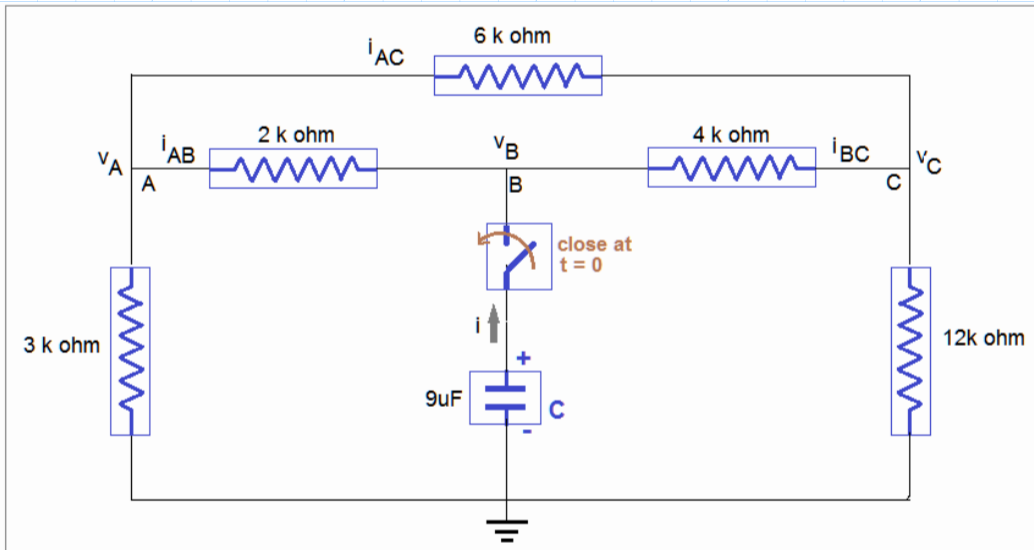 6 k ohm
iAC
2 k ohm
4 k ohm
iAB
vB
iBC
vA
vC
A
B
C
close at
t = 0
i
3 k ohm
12k ohm
+
9uF
C
-